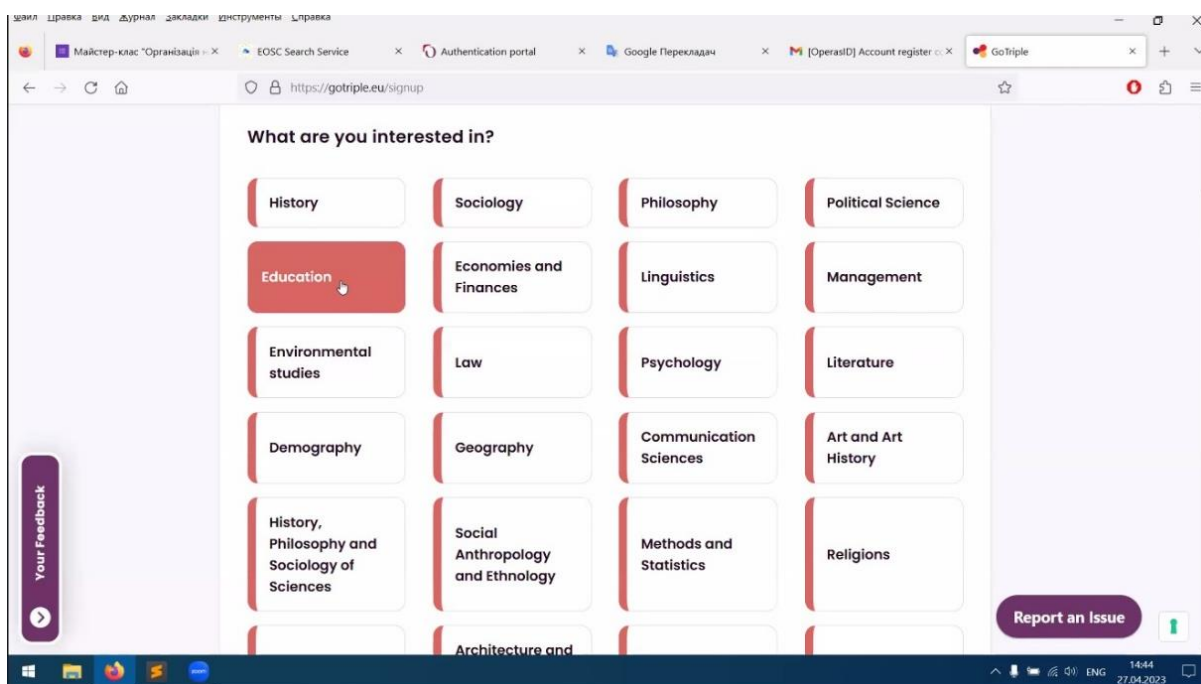 Файл Правка Вид Журнал Закладки Инструменты Справка
Майстер-клас "Організація
EOSC Search Service
Authentication portal
Google Перекладач
[OperasID] Account register c
GoTriple
https://gotriple.eu/signup
What are you interested in?
History
Sociology
Philosophy
Political Science
Education
Economies and
Finances
Linguistics
Management
Environmental
studies
Law
Psychology
Literature
Demography
Geography
Communication
Sciences
Art and Art
History
History,
Philosophy and
Sociology of
Sciences
Social
Anthropology
and Ethnology
Methods and
Statistics
Religions
Architecture and
Your Feedback
Report an Issue
zoom
ENG
14:44
27.04.2023